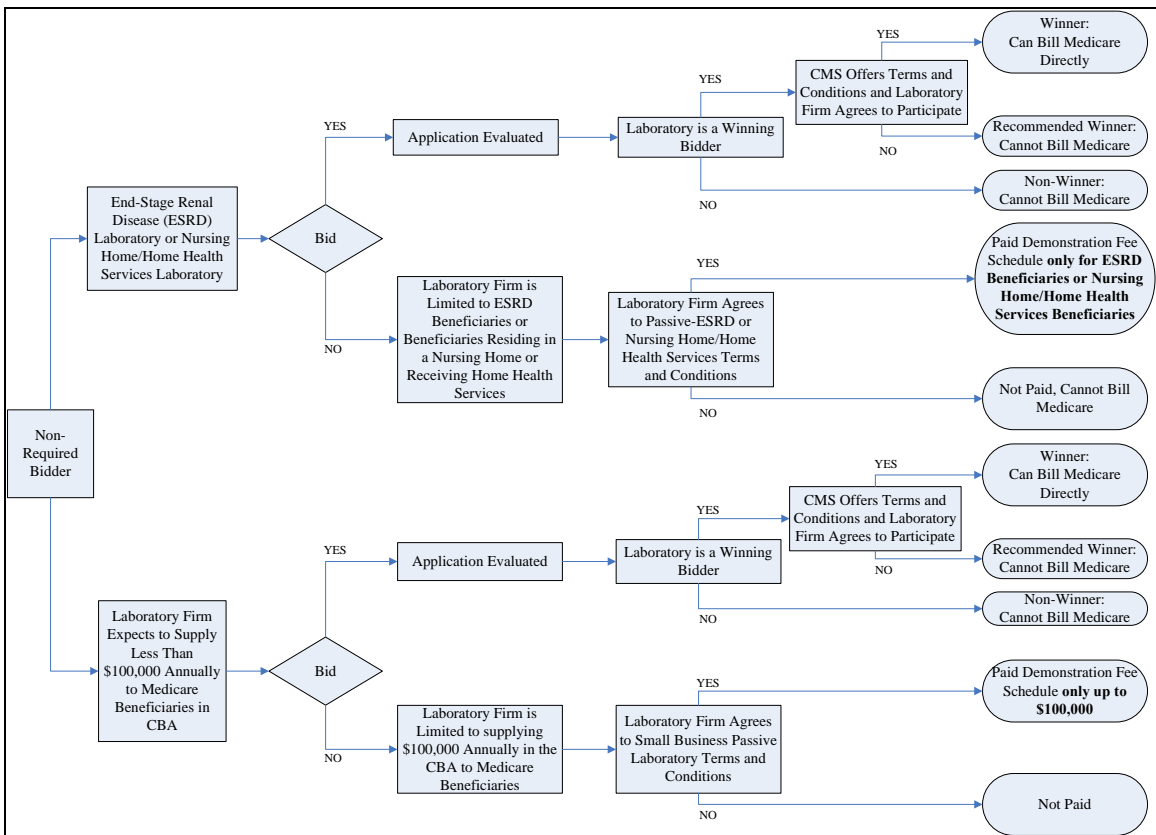 YES
Winner:
Can Bill Medicare
Directly
YES
CMS Offers Terms and
Conditions and Laboratory
Firm Agrees to Participate
YES
Application Evaluated
Laboratory is a Winning
Bidder
NO
Recommended Winner:
Cannot Bill Medicare
NO
Non-Winner:
Cannot Bill Medicare
End-Stage Renal
Disease (ESRD)
Laboratory or Nursing
Home/Home Health
Services Laboratory
Bid
NO
Laboratory Firm is
Limited to ESRD
Beneficiaries or
Beneficiaries Residing in
a Nursing Home or
Receiving Home Health
Services
YES
Laboratory Firm Agrees
to Passive-ESRD or
Nursing Home/Home
Health Services Terms
and Conditions
NO
Paid Demonstration Fee
Schedule only for ESRD
Beneficiaries or Nursing
Home/Home Health
Services Beneficiaries
Not Paid, Cannot Bill
Medicare
Non-
Required
Bidder
YES
Winner:
Can Bill Medicare
Directly
YES
CMS Offers Terms and
Conditions and Laboratory
Firm Agrees to Participate
YES
Application Evaluated
Laboratory is a Winning
Bidder
NO
Recommended Winner:
Cannot Bill Medicare
NO
Non-Winner:
Cannot Bill Medicare
Laboratory Firm
Expects to Supply
Less Than
$100,000 Annually
to Medicare
Beneficiaries in
CBA
Bid
NO
Laboratory Firm is
Limited to supplying
$100,000 Annually in the
CBA to Medicare
Beneficiaries
YES
Laboratory Firm Agrees
to Small Business Passive
Laboratory Terms and
Conditions
NO
Paid Demonstration Fee
Schedule only up to
$100,000
Not Paid